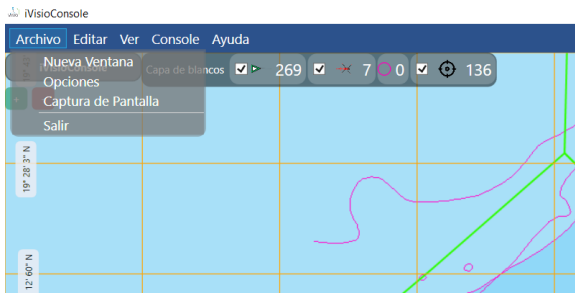 iVisioConsole
Archivo Editar Ver Console Ayuda
Nueva Ventana
iVisioConsole Capa de blancos 269 7 0 136
Opciones
Captura de Pantalla
Salir
19° 28' 3" N
12' 60" N